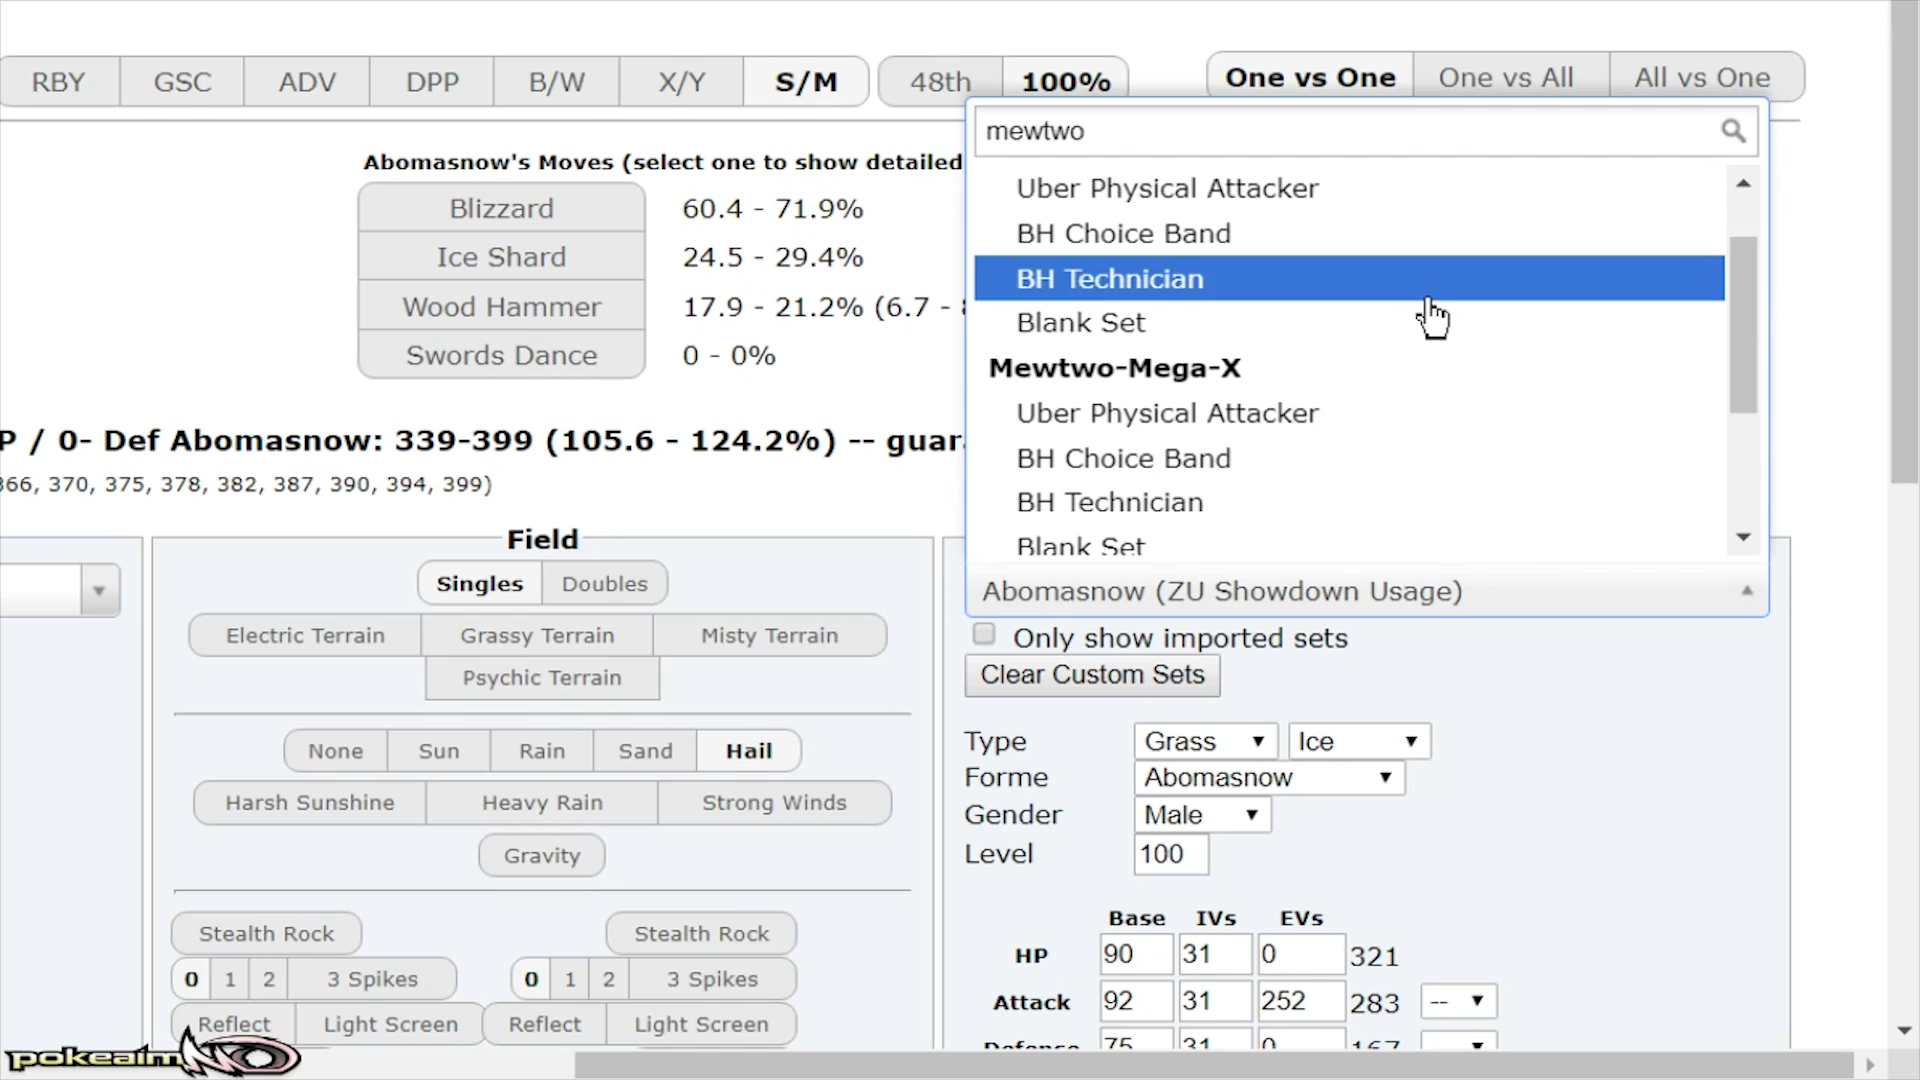 RBY GSC ADV DPP B/W X/Y S/M 48th 100% One vs One One vs All All vs One
mewtwo
Abomasnow's Moves (select one to show detailed
Blizzard 60.4 - 71.9%
Ice Shard 24.5 - 29.4%
Wood Hammer 17.9 - 21.2% (6.7 -
Swords Dance 0 - 0%
Uber Physical Attacker
BH Choice Band
BH Technician
Blank Set
Mewtwo-Mega-X
Uber Physical Attacker
BH Choice Band
BH Technician
Blank Set
Abomasnow (ZU Showdown Usage)
P / 0- Def Abomasnow: 339-399 (105.6 - 124.2%) -- guar
366, 370, 375, 378, 382, 387, 390, 394, 399)
Field
Singles Doubles
Electric Terrain Grassy Terrain Misty Terrain
Psychic Terrain
None Sun Rain Sand Hail
Harsh Sunshine Heavy Rain Strong Winds
Gravity
Stealth Rock Stealth Rock
0 1 2 3 Spikes 0 1 2 3 Spikes
Reflect Light Screen Reflect Light Screen
Only show imported sets
Clear Custom Sets
Type Grass Ice
Forme Abomasnow
Gender Male
Level 100
Base IVs EVs
HP 90 31 0 321
Attack 92 31 252 283 --
Defense 75 31 0 167
pokeaimMD